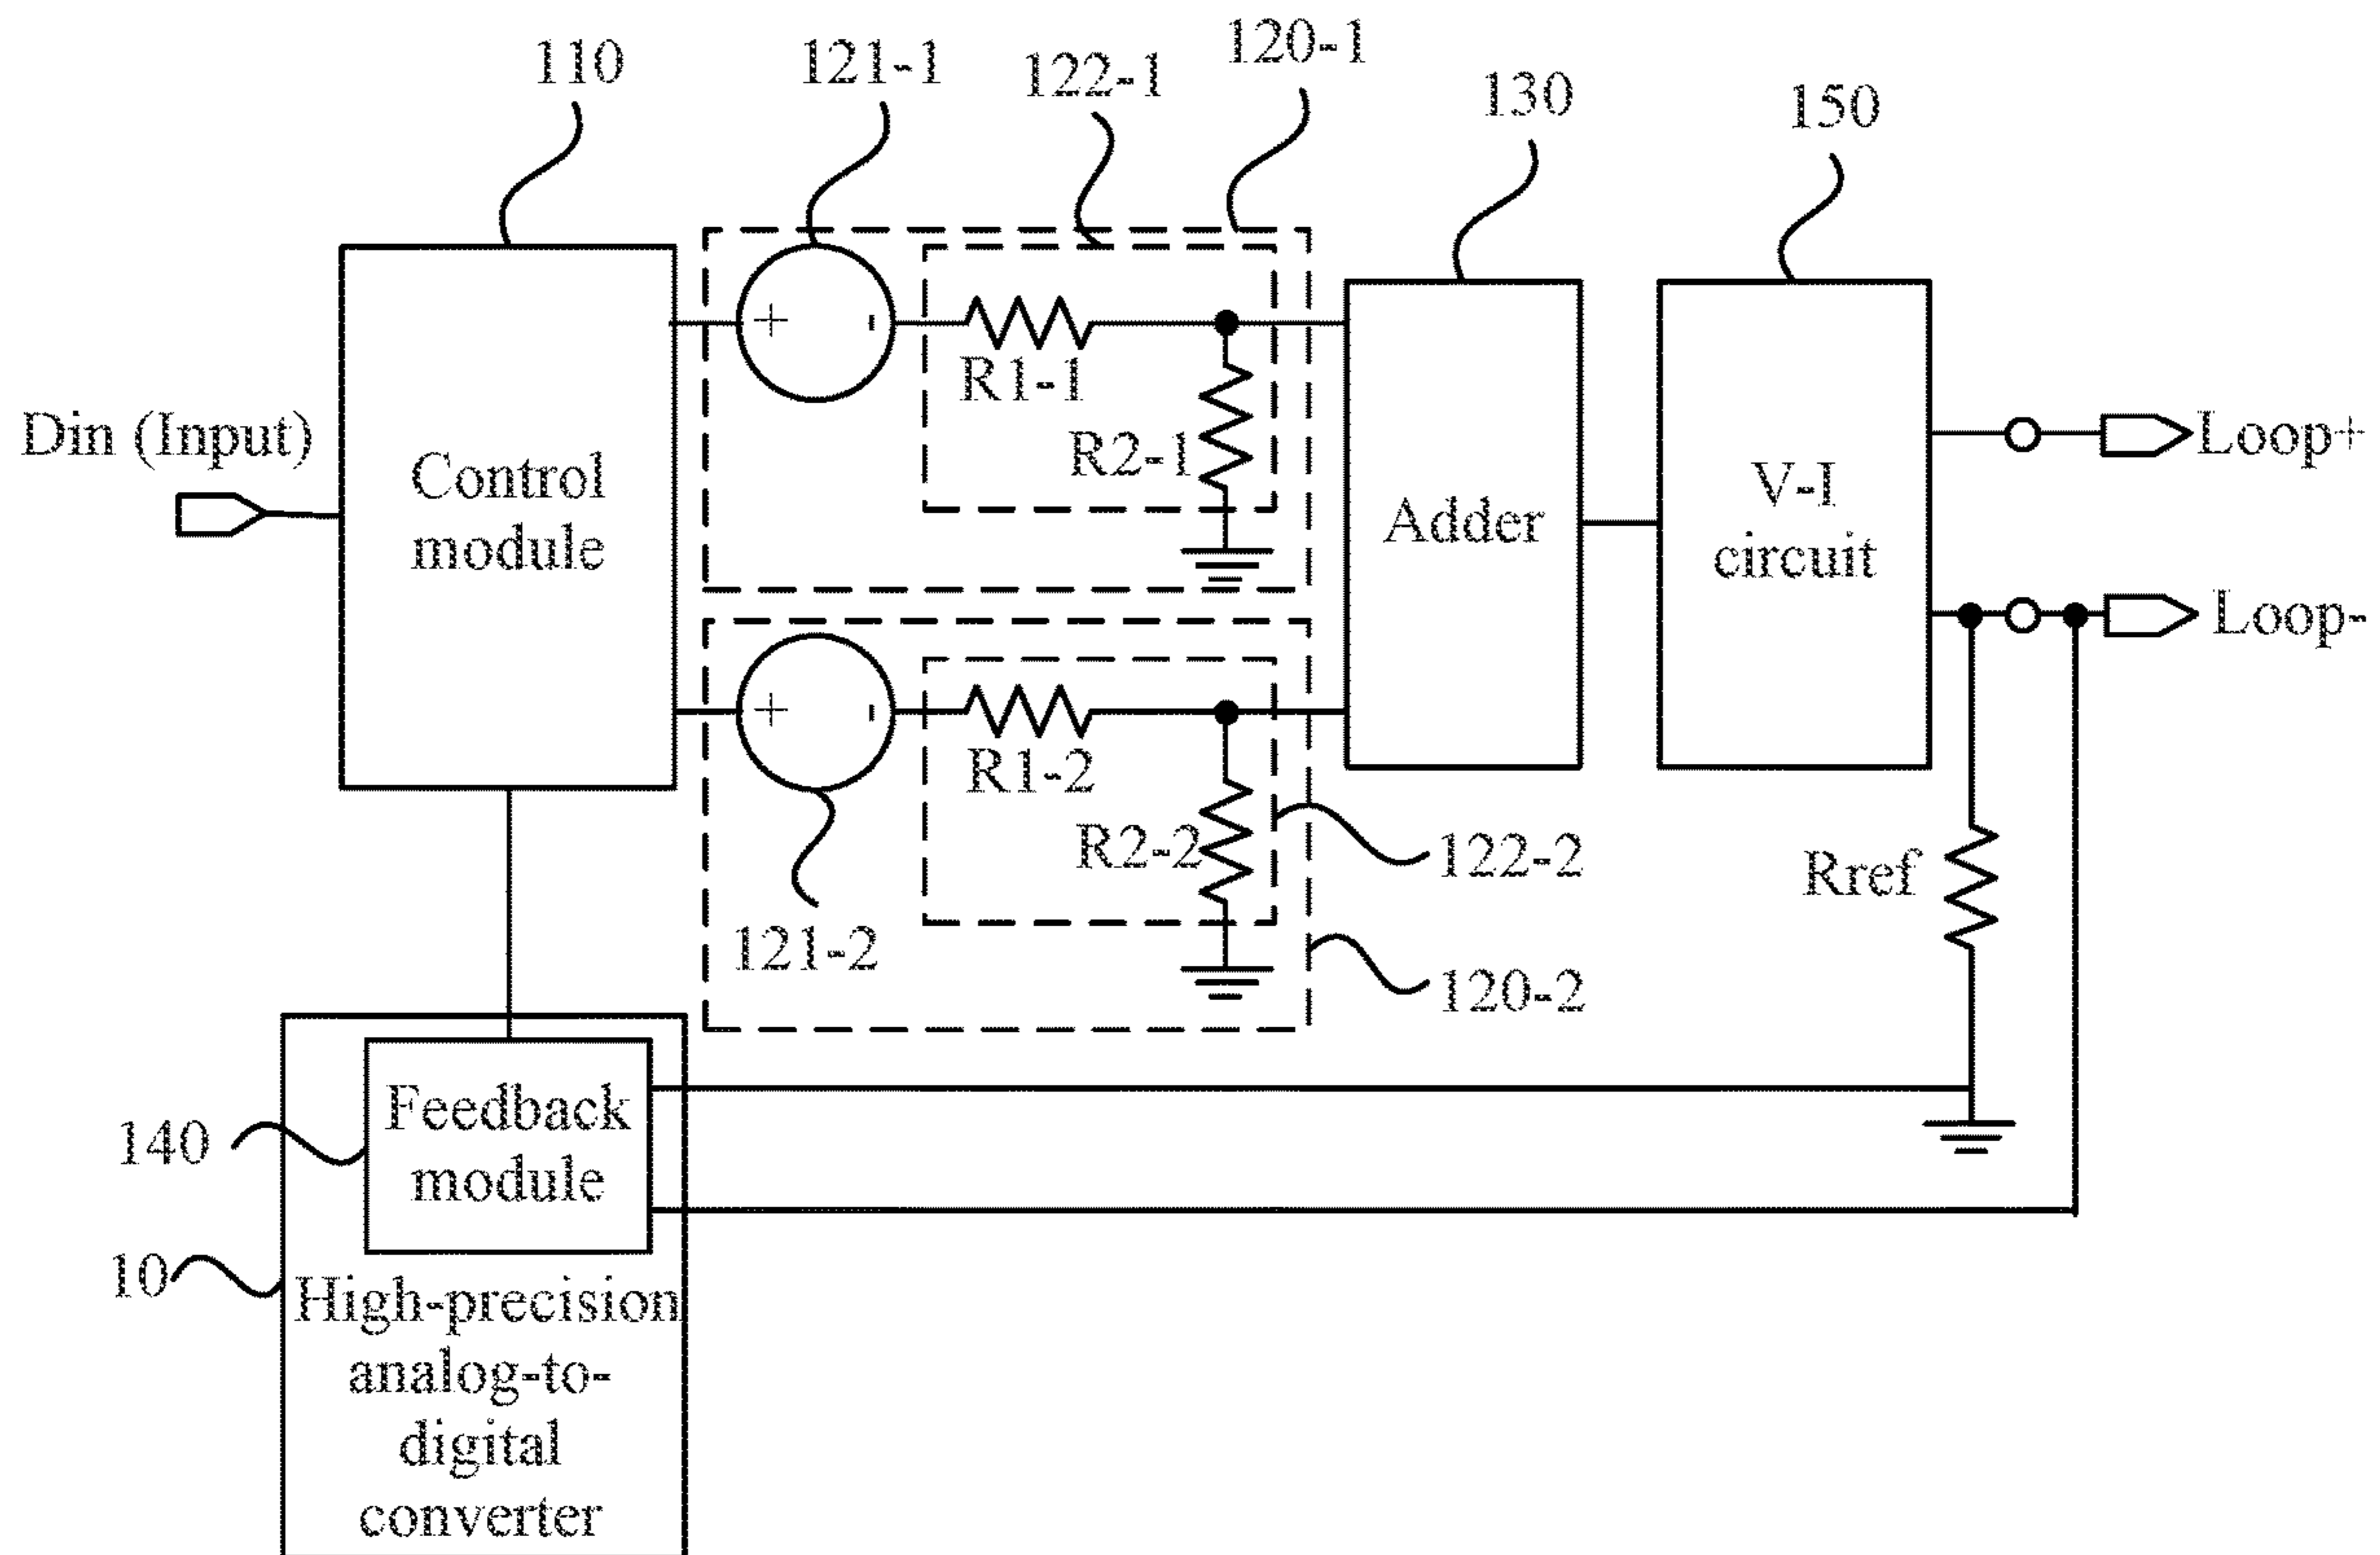 110
121-1
122-1
120-1
130
150
Din (Input)
Control
module
+
-
R1-1
R2-1
Adder
V-I
circuit
Loop+
Loop-
+
-
R1-2
R2-2
121-2
122-2
120-2
Rref
140
Feedback
module
10
High-precision
analog-to-
digital
converter